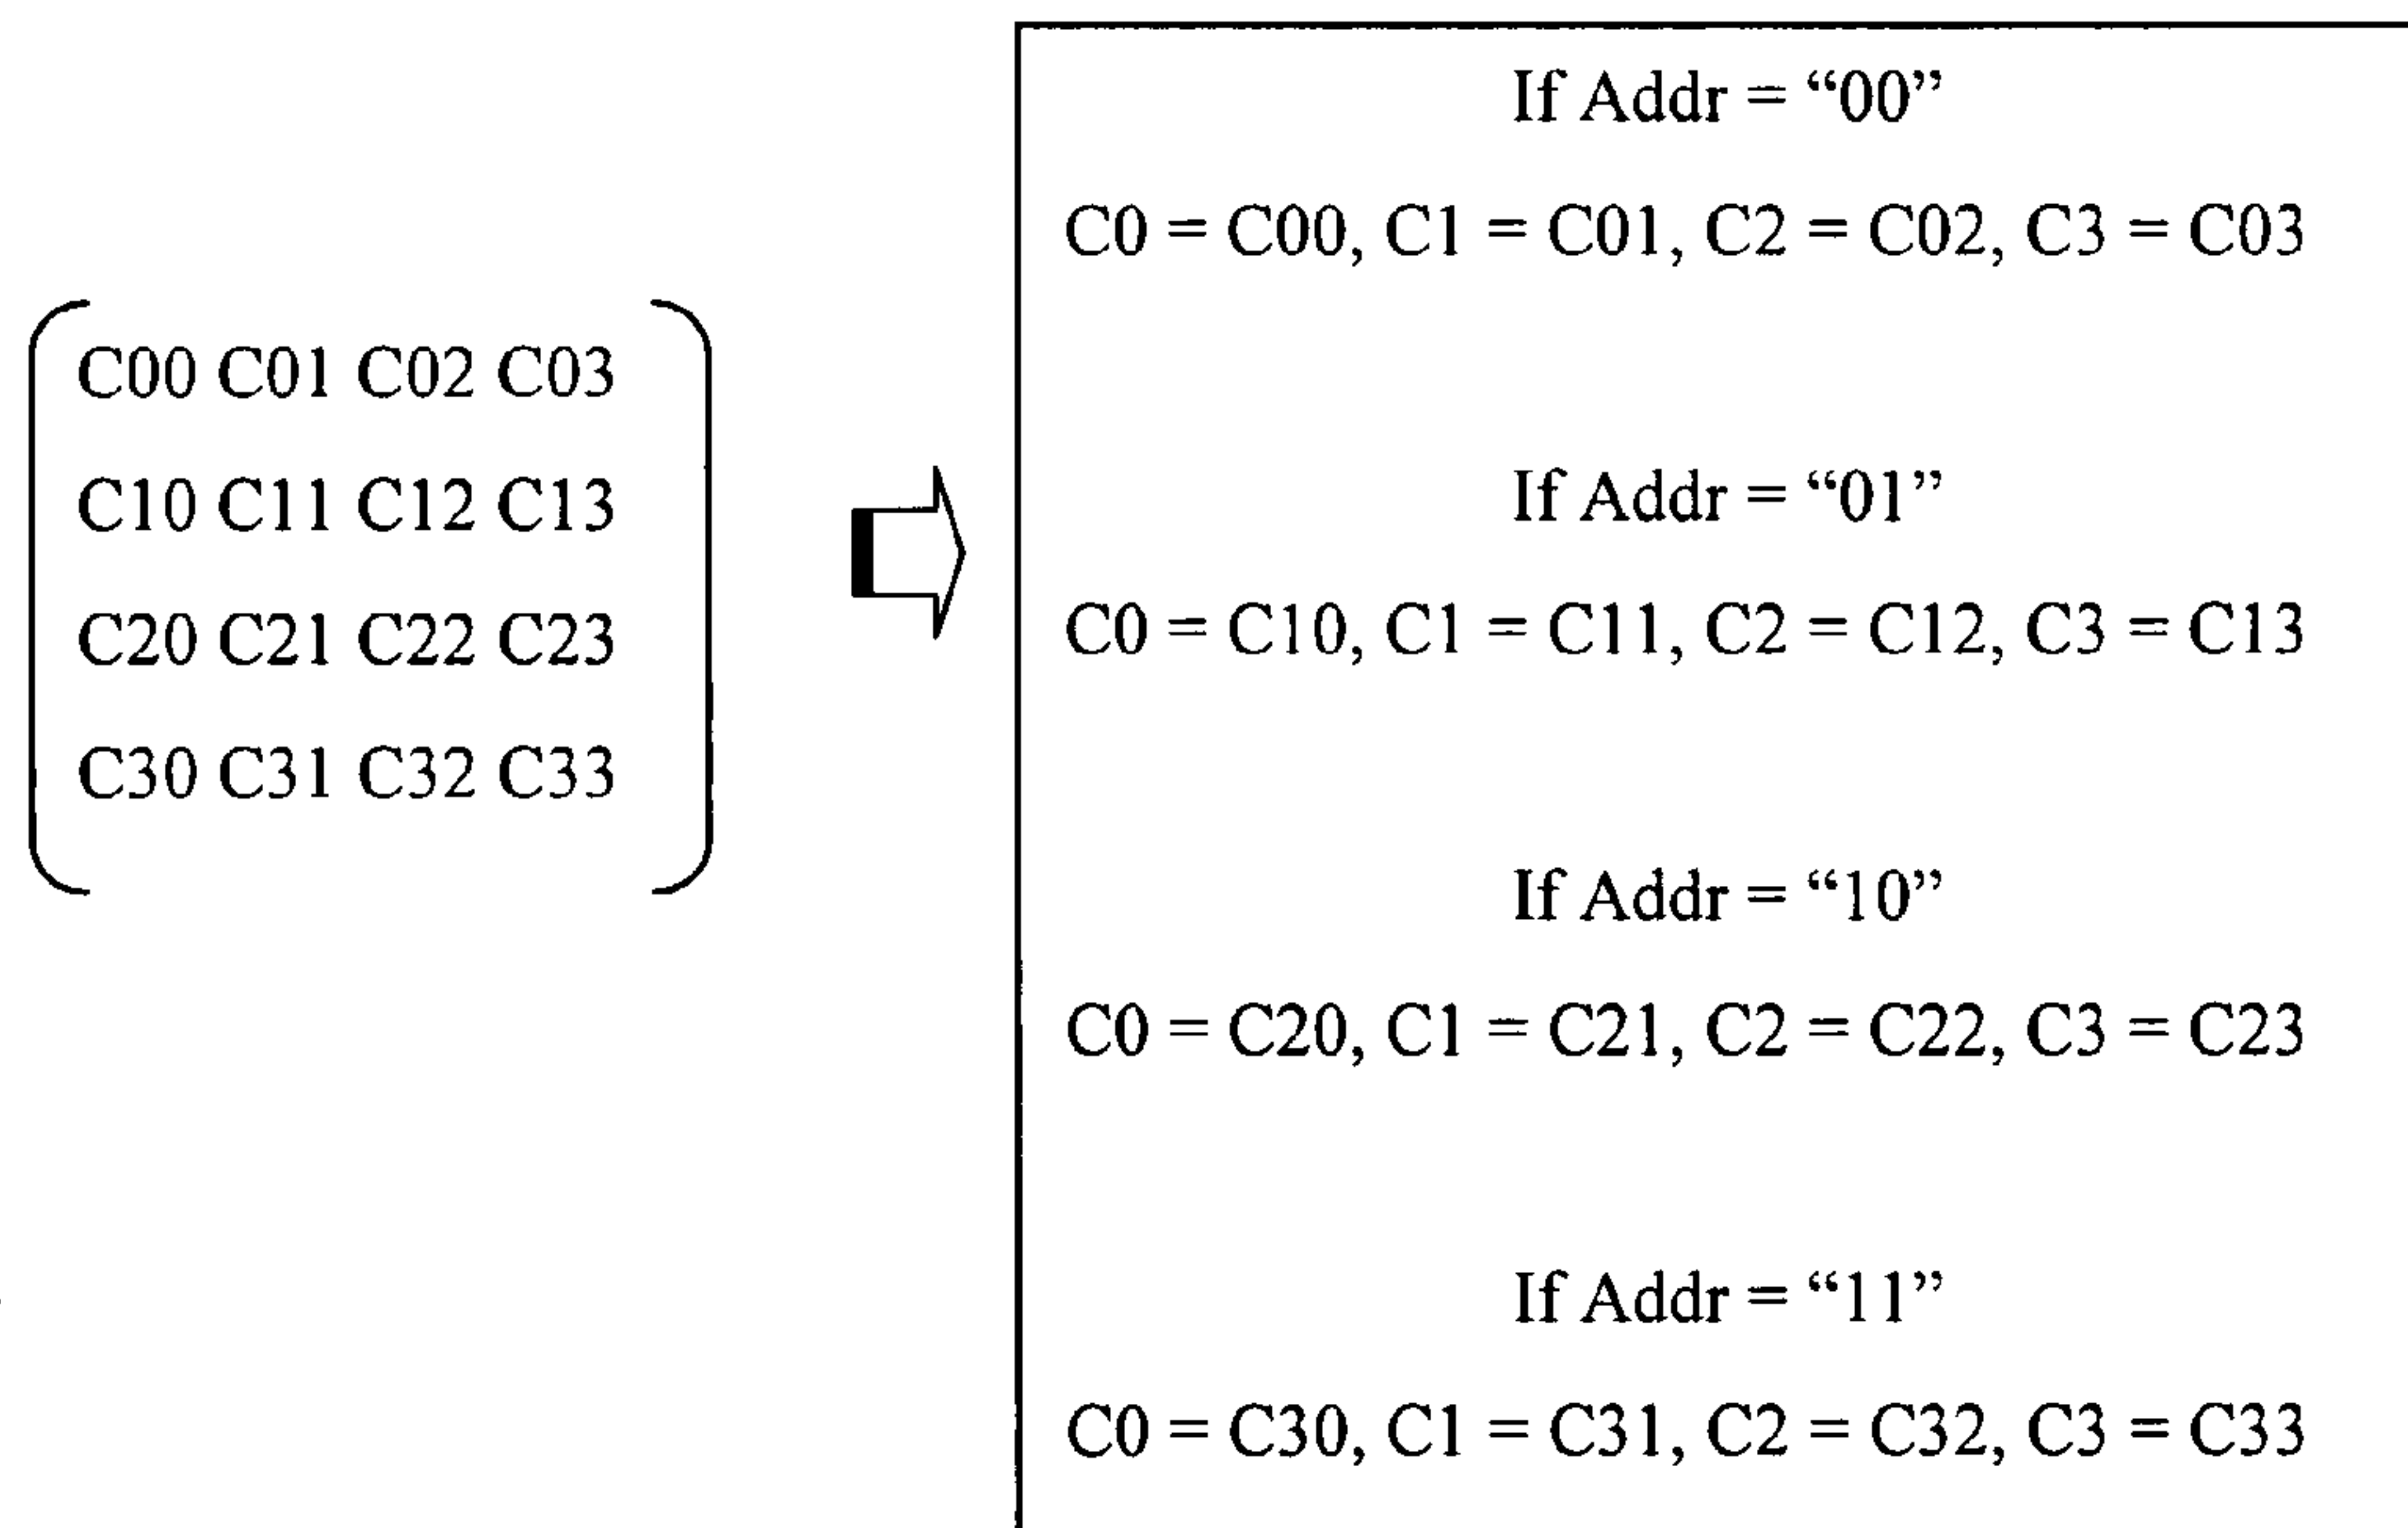 C00 C01 C02 C03
C10 C11 C12 C13
C20 C21 C22 C23
C30 C31 C32 C33
If Addr = “00”
C0 = C00, C1 = C01, C2 = C02, C3 = C03
If Addr = “01”
C0 = C10, C1 = C11, C2 = C12, C3 = C13
If Addr = “10”
C0 = C20, C1 = C21, C2 = C22, C3 = C23
If Addr = “11”
C0 = C30, C1 = C31, C2 = C32, C3 = C33